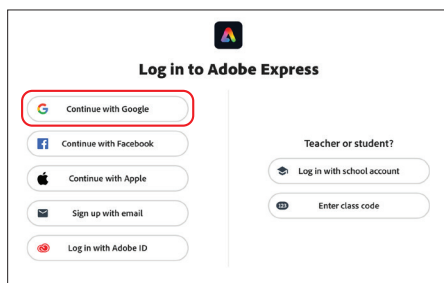 Log in to Adobe Express
Continue with Google
Continue with Facebook
Continue with Apple
Sign up with email
Log in with Adobe ID
Teacher or student?
Log in with school account
123
Enter class code